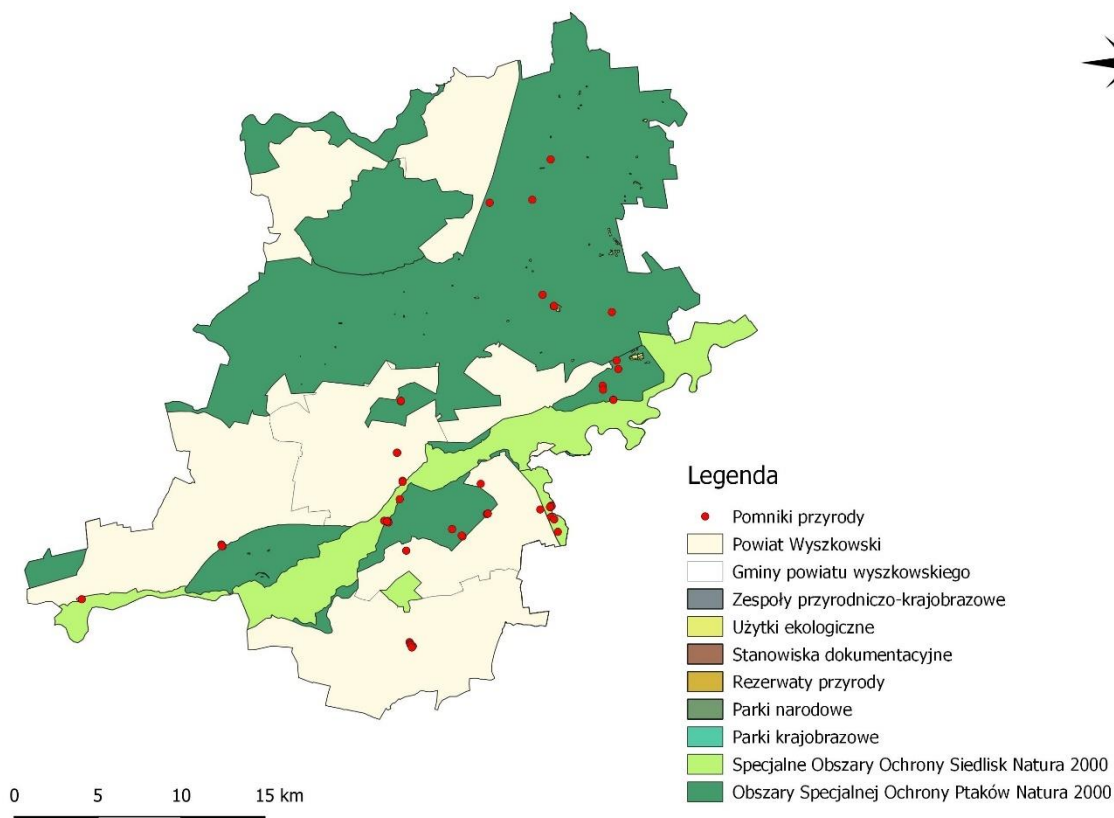 Legenda
Pomniki przyrody
Powiat Wyszkowski
Gminy powiatu wyszkowskiego
Zespoły przyrodniczo-krajobrazowe
Użytki ekologiczne
Stanowiska dokumentacyjne
Rezerwaty przyrody
Parki narodowe
Parki krajobrazowe
Specjalne Obszary Ochrony Siedlisk Natura 2000
Obszary Specjalnej Ochrony Ptaków Natura 2000
0 5 10 15 km